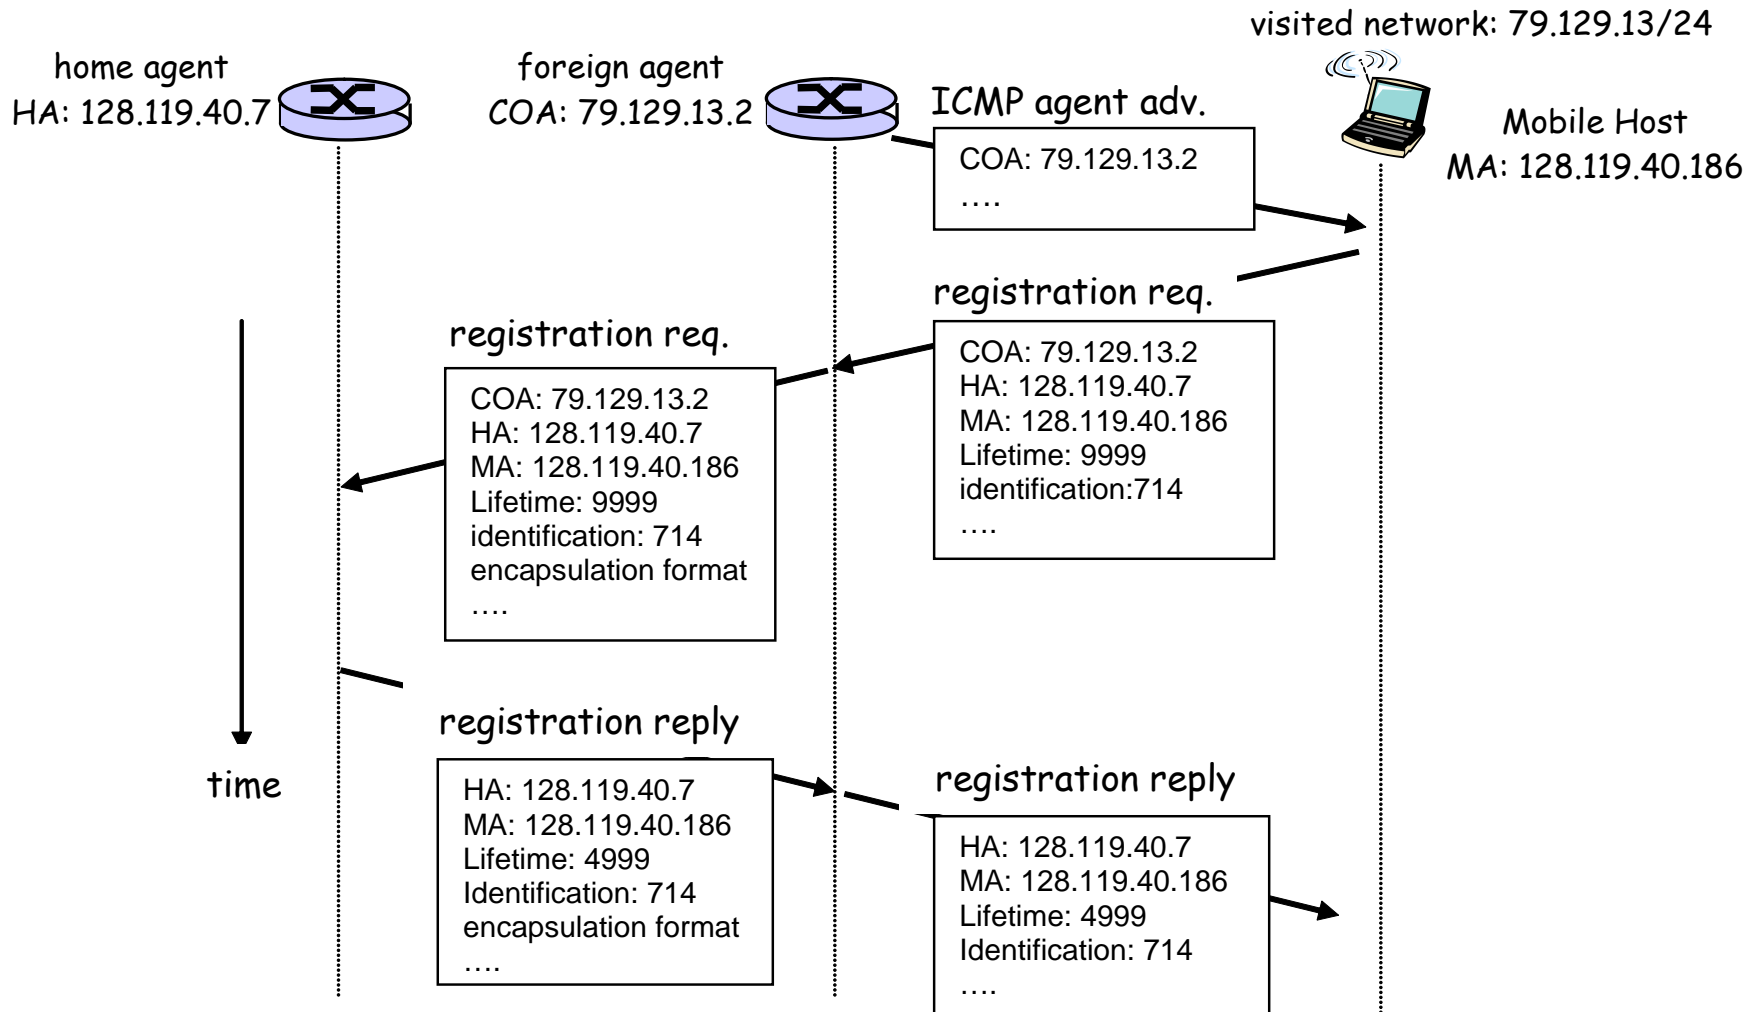 visited network: 79.129.13/24
home agent
HA: 128.119.40.7
foreign agent
COA: 79.129.13.2
Mobile Host
MA: 128.119.40.186
ICMP agent adv.
COA: 79.129.13.2
….
registration req.
COA: 79.129.13.2
HA: 128.119.40.7
MA: 128.119.40.186
Lifetime: 9999
identification:714
….
registration req.
COA: 79.129.13.2
HA: 128.119.40.7
MA: 128.119.40.186
Lifetime: 9999
identification: 714
encapsulation format
….
time
registration reply
HA: 128.119.40.7
MA: 128.119.40.186
Lifetime: 4999
Identification: 714
encapsulation format
….
registration reply
HA: 128.119.40.7
MA: 128.119.40.186
Lifetime: 4999
Identification: 714
….